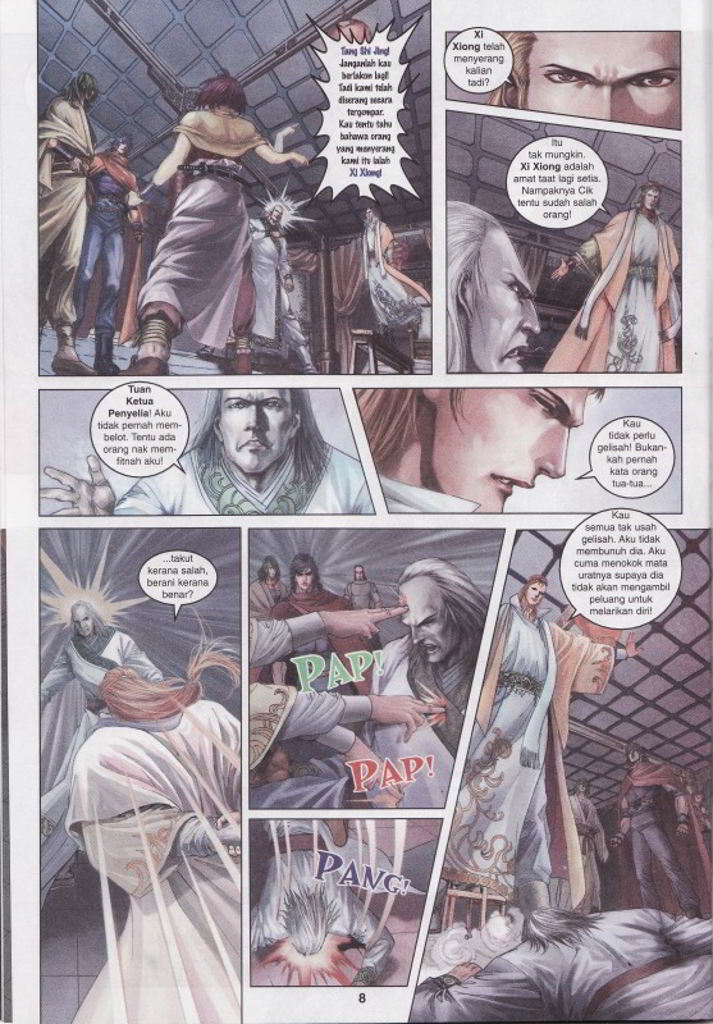 Tang Shi Jing!
Janganlah kau
berlakon lagi!
Tadi kami telah
diserang secara
tergempar.
Kau tentu tahu
bahawa orang
yang menyerang
kami itu ialah
Xi Xiong!
Xi
Xiong telah
menyerang
kalian
tadi?
Itu
tak mungkin.
Xi Xiong adalah
amat taat lagi setia.
Nampaknya Cik
tentu sudah salah
orang!
Tuan
Ketua
Penyelia! Aku
tidak pernah mem-
belot. Tentu ada
orang nak mem-
fitnah aku!
Kau
tidak perlu
gelisah! Bukan-
kah pernah
kata orang
tua-tua...
...takut
kerana salah,
berani kerana
benar?
PAP!
PAP!
PANG!
Kau
semua tak usah
gelisah. Aku tidak
membunuh dia. Aku
cuma menokok mata
uratnya supaya dia
tidak akan mengambil
peluang untuk
melarikan diri!
8